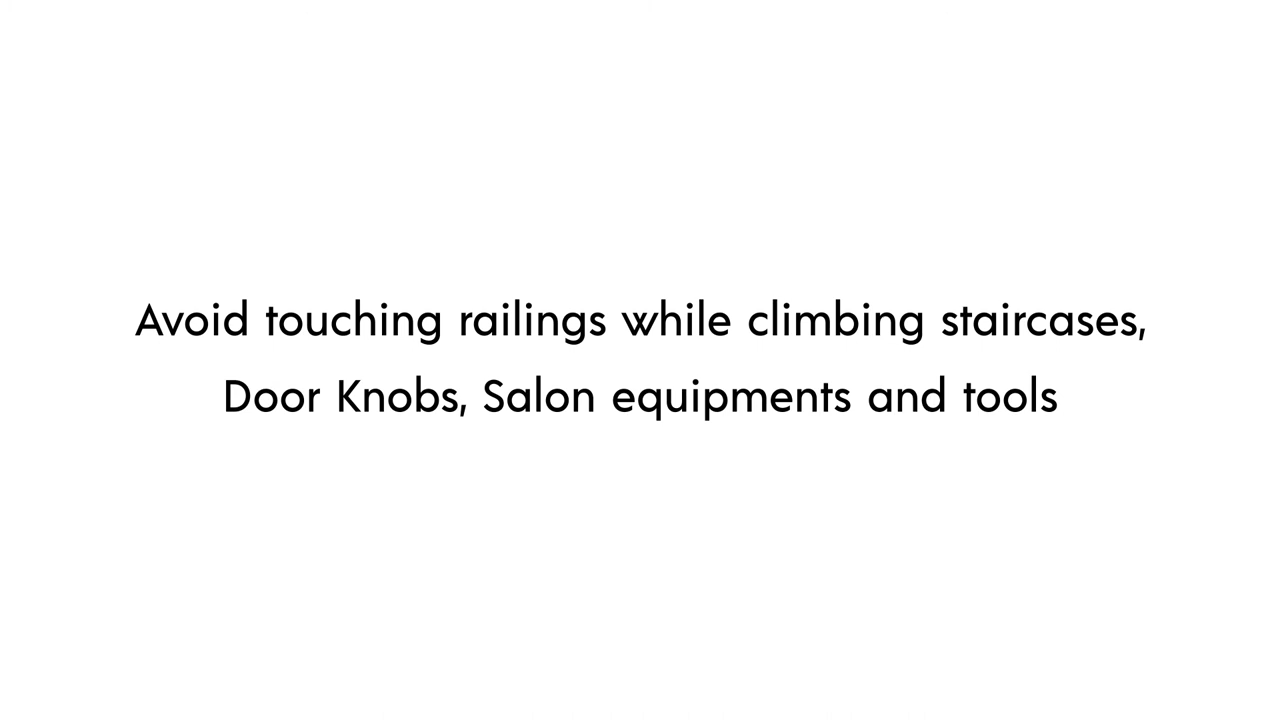 Avoid touching railings while climbing staircases,
Door Knobs, Salon equipments and tools